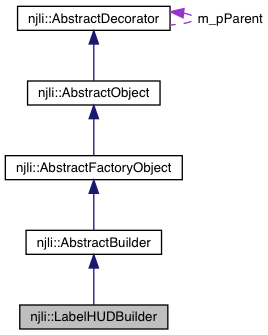 njli::AbstractDecorator
m_pParent
njli::AbstractObject
njli::AbstractFactoryObject
njli::AbstractBuilder
njli::LabelHUDBuilder